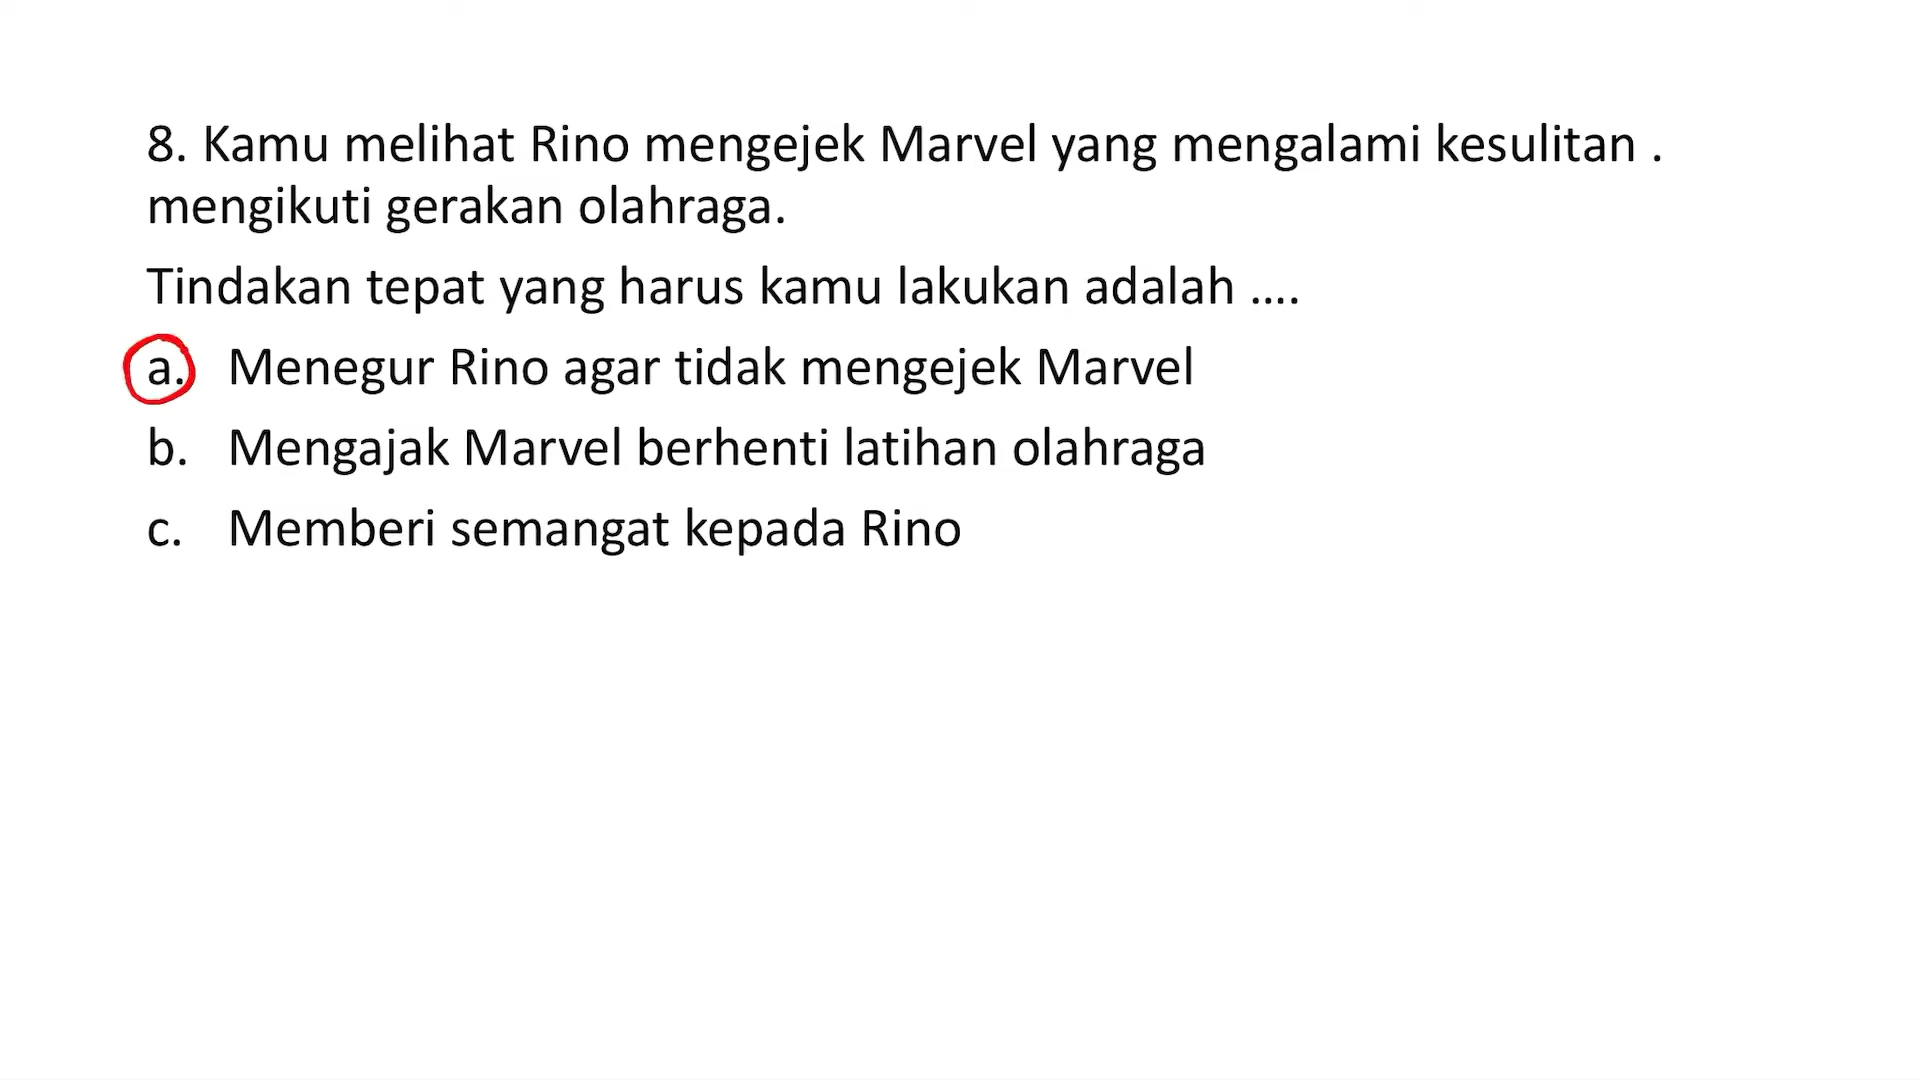 8. Kamu melihat Rino mengejek Marvel yang mengalami kesulitan .
mengikuti gerakan olahraga.
Tindakan tepat yang harus kamu lakukan adalah ....
a. Menegur Rino agar tidak mengejek Marvel
b. Mengajak Marvel berhenti latihan olahraga
c. Memberi semangat kepada Rino